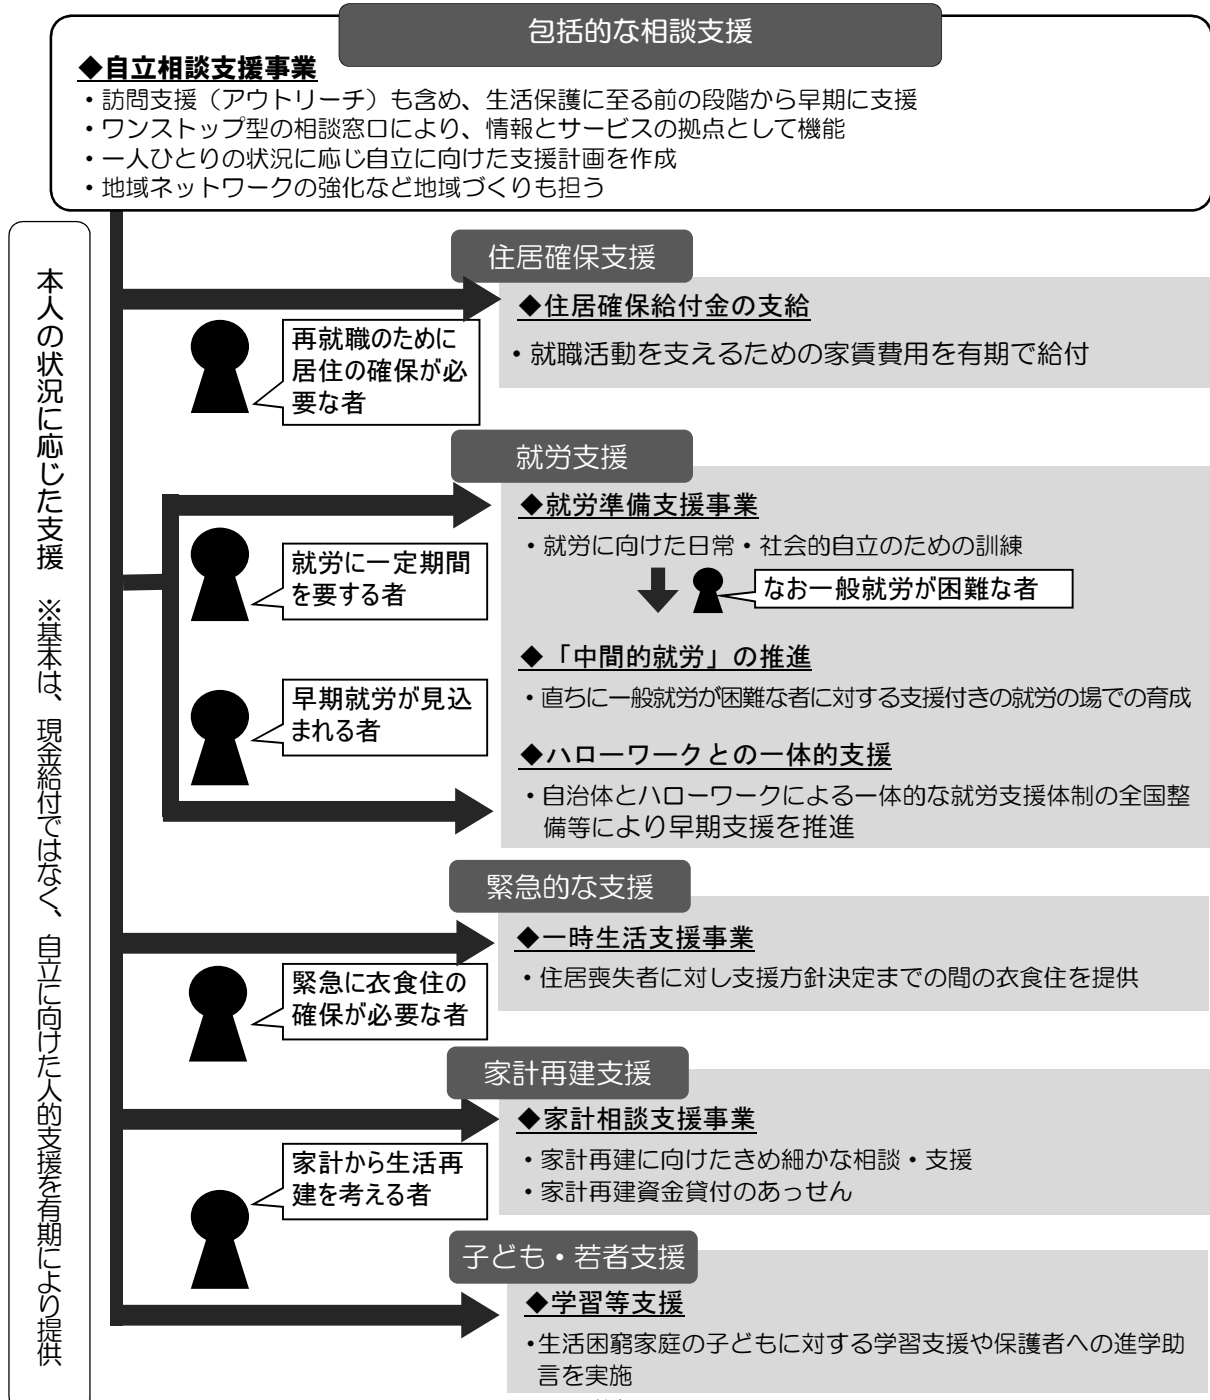 包括的な相談支援
◆自立相談支援事業
・訪問支援（アウトリーチ）も含め、生活保護に至る前の段階から早期に支援
・ワンストップ型の相談窓口により、情報とサービスの拠点として機能
・一人ひとりの状況に応じ自立に向けた支援計画を作成
・地域ネットワークの強化など地域づくりも担う
本人の状況に応じた支援　※基本は、現金給付ではなく、自立に向けた人的支援を有期により提供
住居確保支援
◆住居確保給付金の支給
・就職活動を支えるための家賃費用を有期で給付
再就職のために
居住の確保が必
要な者
就労支援
◆就労準備支援事業
・就労に向けた日常・社会的自立のための訓練
就労に一定期間
を要する者
なお一般就労が困難な者
◆「中間的就労」の推進
・直ちに一般就労が困難な者に対する支援付きの就労の場での育成
早期就労が見込
まれる者
◆ハローワークとの一体的支援
・自治体とハローワークによる一体的な就労支援体制の全国整
備等により早期支援を推進
緊急的な支援
◆一時生活支援事業
・住居喪失者に対し支援方針決定までの間の衣食住を提供
緊急に衣食住の
確保が必要な者
家計再建支援
◆家計相談支援事業
・家計再建に向けたきめ細かな相談・支援
・家計再建資金貸付のあっせん
家計から生活再
建を考える者
子ども・若者支援
◆学習等支援
・生活困窮家庭の子どもに対する学習支援や保護者への進学助
言を実施